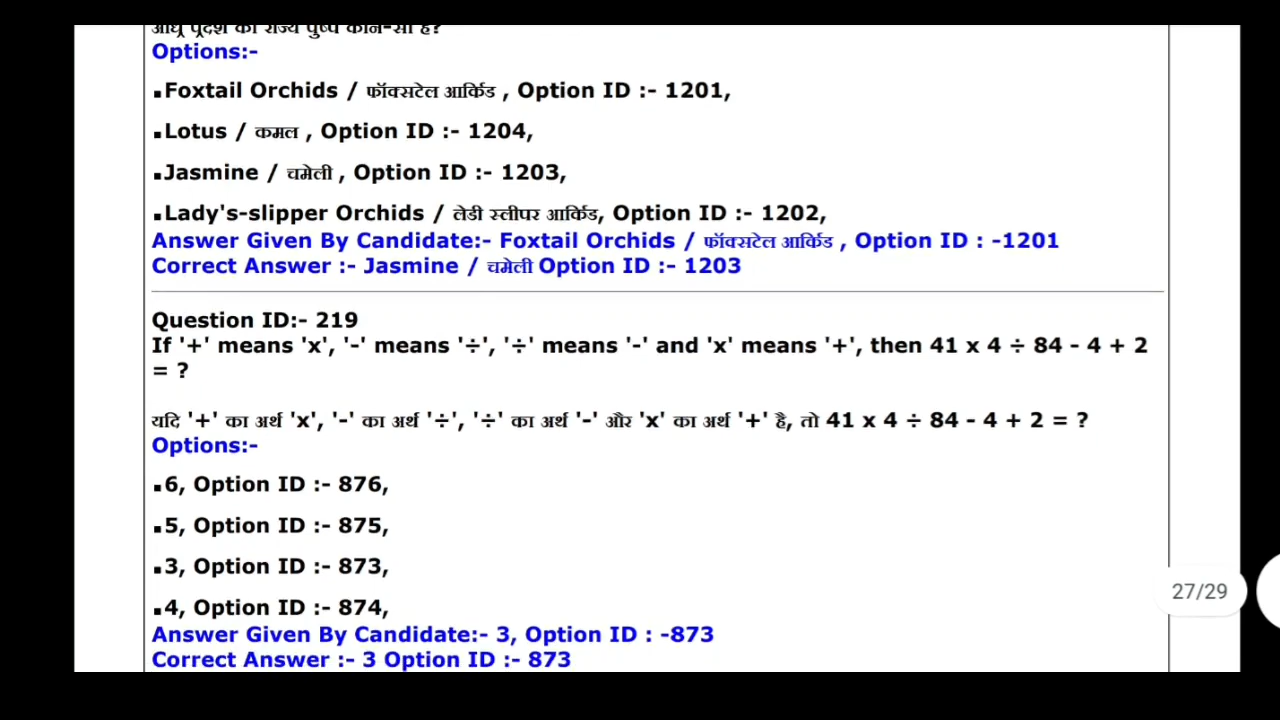 आंध्र प्रदेश का राज्य पुष्प कौन-सा है?
Options:-
Foxtail Orchids / फॉक्सटेल आर्किड , Option ID :- 1201,
Lotus / कमल , Option ID :- 1204,
Jasmine / चमेली , Option ID :- 1203,
Lady's-slipper Orchids / लेडी स्लीपर आर्किड, Option ID :- 1202,
Answer Given By Candidate:- Foxtail Orchids / फॉक्सटेल आर्किड , Option ID : -1201
Correct Answer :- Jasmine / चमेली Option ID :- 1203
Question ID:- 219
If '+' means 'x', '-' means '÷', '÷' means '-' and 'x' means '+', then 41 x 4 ÷ 84 - 4 + 2
= ?
यदि '+' का अर्थ 'x', '-' का अर्थ '÷', '÷' का अर्थ '-' और 'x' का अर्थ '+' है, तो 41 x 4 ÷ 84 - 4 + 2 = ?
Options:-
6, Option ID :- 876,
5, Option ID :- 875,
3, Option ID :- 873,
4, Option ID :- 874,
27/29
Answer Given By Candidate:- 3, Option ID : -873
Correct Answer :- 3 Option ID :- 873